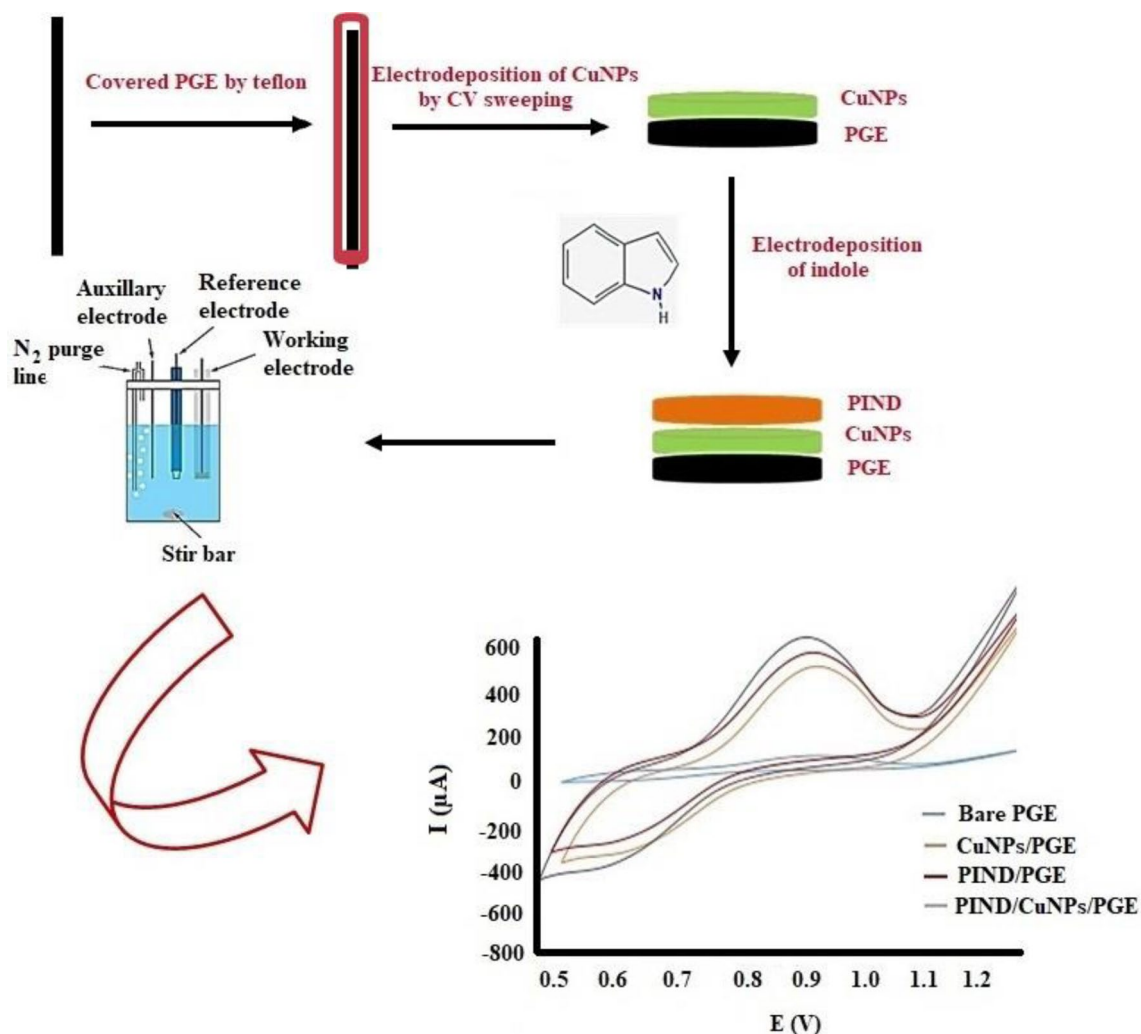 Covered PGE by teflon
Electrodeposition of CuNPs
by CV sweeping
CuNPs
PGE
Electrodeposition
of indole
N
H
Auxillary
electrode
Reference
electrode
N2 purge
line
Working
electrode
Stir bar
PIND
CuNPs
PGE
600
400
200
0
-200
-400
-600
-800
I (µA)
0.5 0.6 0.7 0.8 0.9 1.0 1.1 1.2
E (V)
Bare PGE
CuNPs/PGE
PIND/PGE
PIND/CuNPs/PGE